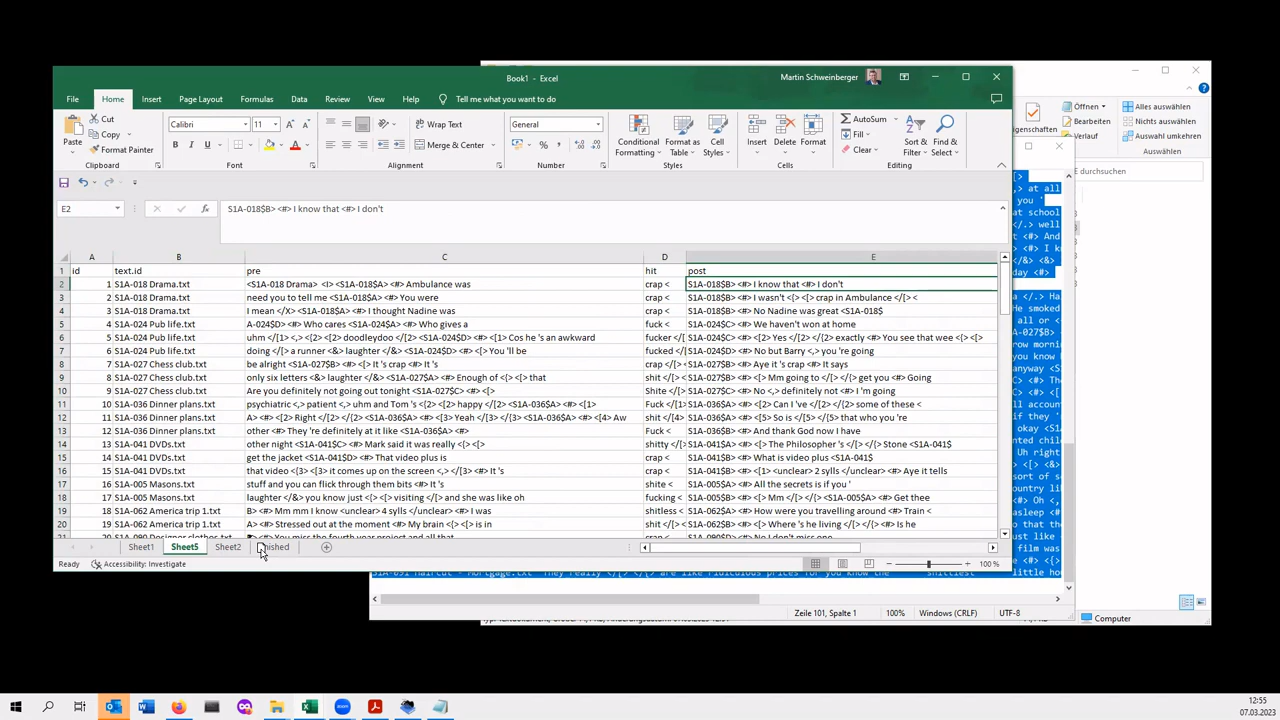 Book1 - Excel
Martin Schweinberger
File Home Insert Page Layout Formulas Data Review View Help Tell me what you want to do
Paste
Cut
Copy
Format Painter
Clipboard
Calibri 11
Font
Wrap Text
Merge & Center
Alignment
General
Number
Conditional Formatting
Format as Table
Cell Styles
Styles
Insert Delete Format
Cells
AutoSum
Fill
Clear
Sort & Filter
Find & Select
Editing
Öffnen
Bearbeiten
Verlauf
Alles auswählen
Nichts auswählen
Auswahl umkehren
Auswählen
E2 S1A-018$B> <#> I know that <#> I don't
A B C D E
1 id text.id pre hit post
2 1 S1A-018 Drama.txt <S1A-018 Drama> <I> <S1A-018$A> <#> Ambulance was crap < S1A-018$B> <#> I know that <#> I don't
3 2 S1A-018 Drama.txt need you to tell me <S1A-018$A> <#> You were crap < S1A-018$B> <#> I wasn't <[> <[> crap in Ambulance </[> <
4 3 S1A-018 Drama.txt I mean </X> <S1A-018$A> <#> I thought Nadine was crap < S1A-018$B> <#> No Nadine was great <S1A-018$
5 4 S1A-024 Pub life.txt A-024$D> <#> Who cares <S1A-024$A> <#> Who gives a fuck < S1A-024$C> <#> We haven't won at home
6 5 S1A-024 Pub life.txt uhm </[1> <,> <2> doodleydoo </[2> <S1A-024$D> <#> <[1> Cos he 's an awkward fucker </[ S1A-024$C> <#> <[2> Yes </[2> </[2> exactly <#> You see that wee <[> <[>
7 6 S1A-024 Pub life.txt doing </[> a runner <&> laughter </&> <S1A-024$D> <#> <[> You 'll be fucked </[ S1A-024$D> <#> No but Barry <,> you 're going
8 7 S1A-027 Chess club.txt be alright <S1A-027$C> <#> <[> It 's crap <#> It 's crap < S1A-027$B> <#> Aye it's crap <#> It says
9 8 S1A-027 Chess club.txt only six letters <&> laughter </&> <S1A-027$A> <#> Enough of <[> <[> that shit </[> S1A-027$B> <#> <[> Mm going to </[> </[> get you <#> Going
10 9 S1A-027 Chess club.txt Are you definitely not going out tonight <S1A-027$C> <#> <[> Fuck < S1A-027$C> <#> No <,> definitely not <#> I 'm going
11 10 S1A-036 Dinner plans.txt psychiatric <,> patient <,> uhm and Tom 's <[2> <[2> happy </[2> <S1A-036$A> <#> <[1> Fuck </[1> S1A-036$A> <#> <[2> Can I 've </[2> </[2> some of these <
12 11 S1A-036 Dinner plans.txt shit </[4> S1A-036$A> <#> <[5> So is </[5> </[5> that who you 're
13 12 S1A-036 Dinner plans.txt other <#> They're definitely at it like <S1A-036$A> <#> Fuck < S1A-036$B> <#> And thank God now I have
14 13 S1A-041 DVDs.txt other night <S1A-041$C> <#> Mark said it was really <[> <[> shitty </[> S1A-041$A> <#> <[> The Philosopher 's </[> </[> Stone <S1A-041$
15 14 S1A-041 DVDs.txt get the jacket <S1A-041$D> <#> That video plus is crap < S1A-041$B> <#> What is video plus <S1A-041$
16 15 S1A-041 DVDs.txt that video <[3> <[3> it comes up on the screen <,> </[3> It 's crap < S1A-041$B> <#> <[1> <unclear> 2 sylls </unclear> <#> Aye it tells
17 16 S1A-005 Masons.txt stuff and you can flick through them bits <#> It 's shite < S1A-005$B> <#> All the secrets is if you '
18 17 S1A-005 Masons.txt laughter </&> you know just <[> <[> visiting </[> and she was like oh fucking < S1A-005$B> <#> <[> Mm </[> </[> <S1A-005$A> <#> Get thee
19 18 S1A-062 America trip 1.txt B> <#> Mm mm I know <unclear> 4 sylls </unclear> <#> I was shitless < S1A-062$A> <#> How were you travelling <#> Train <
20 19 S1A-062 America trip 1.txt A> <#> Stressed out at the moment <#> My brain <[> <[> is in shit </[> < S1A-062$B> <#> <[> Where 's he living </[> </[> <#> Is he
Sheet1 Sheet5 Sheet2
Ready Accessibility: Investigate 100 %
Zeile 101, Spalte 1 100% Windows (CRLF) UTF-8
Computer
12:55
07.03.2023